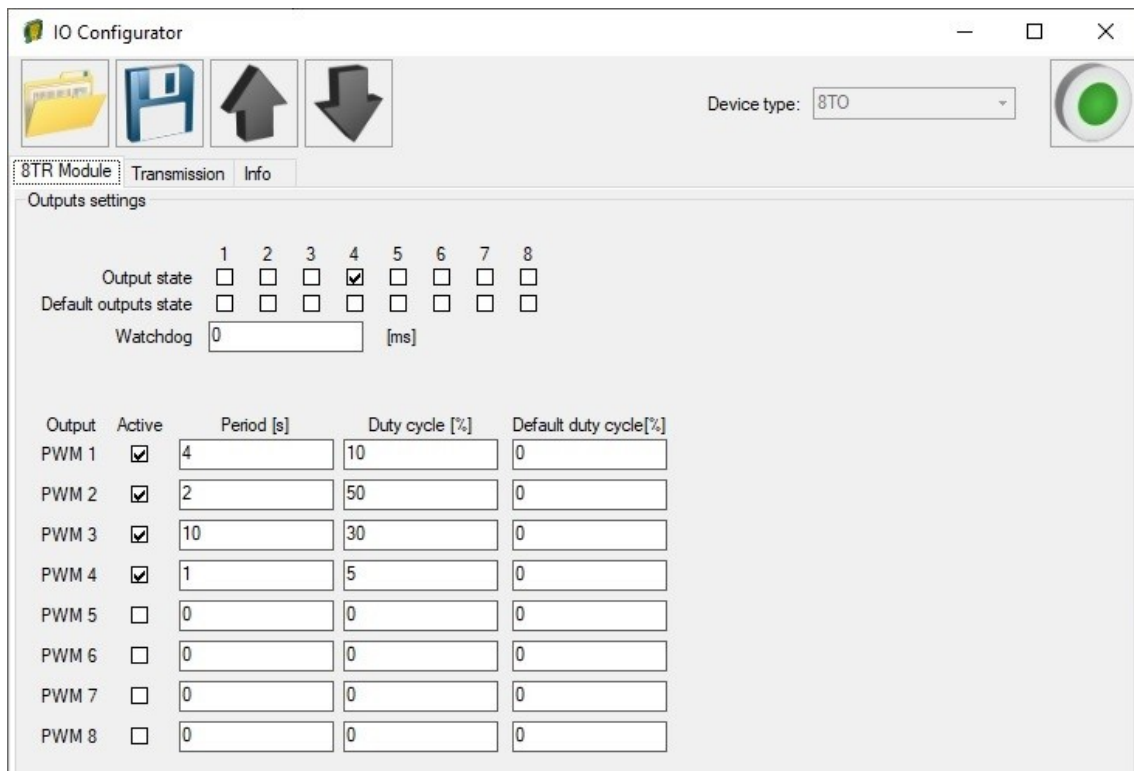 IO Configurator
Device type: 8TO
8TR Module Transmission Info
Outputs settings
1 2 3 4 5 6 7 8
Output state
Default outputs state
Watchdog 0 [ms]
Output Active Period [s] Duty cycle [%] Default duty cycle[%]
PWM 1 4 10 0
PWM 2 2 50 0
PWM 3 10 30 0
PWM 4 1 5 0
PWM 5 0 0 0
PWM 6 0 0 0
PWM 7 0 0 0
PWM 8 0 0 0